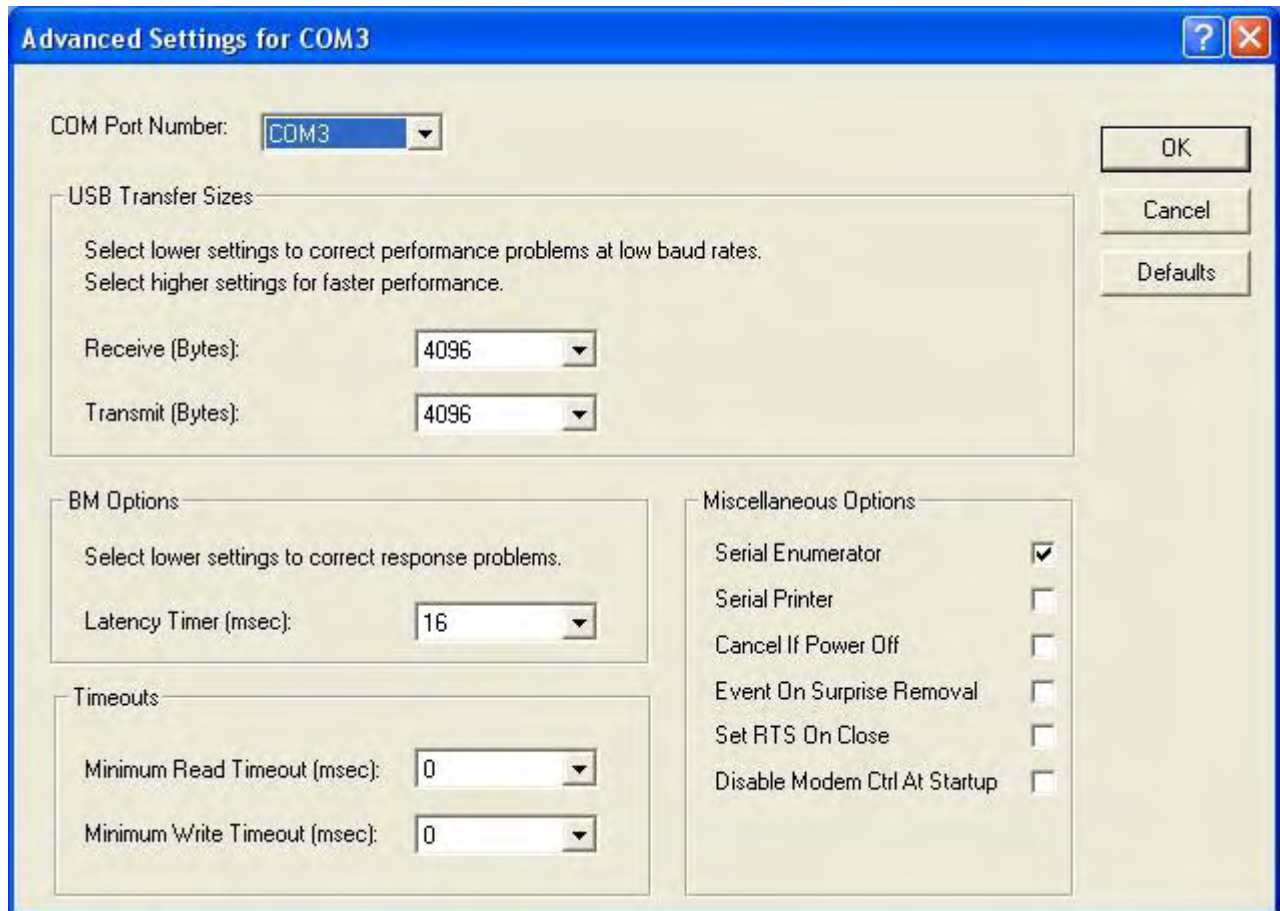 Advanced Settings for COM3
COM Port Number: COM3
OK
Cancel
Defaults
USB Transfer Sizes
Select lower settings to correct performance problems at low baud rates.
Select higher settings for faster performance.
Receive (Bytes): 4096
Transmit (Bytes): 4096
BM Options
Select lower settings to correct response problems.
Latency Timer (msec): 16
Timeouts
Minimum Read Timeout (msec): 0
Minimum Write Timeout (msec): 0
Miscellaneous Options
Serial Enumerator
Serial Printer
Cancel If Power Off
Event On Surprise Removal
Set RTS On Close
Disable Modem Ctrl At Startup